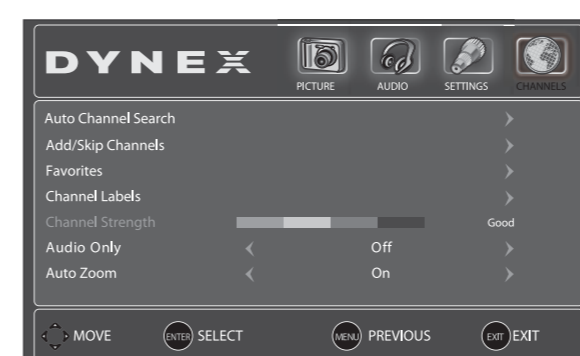 DYNEX
PICTURE AUDIO SETTINGS CHANNELS
Auto Channel Search
Add/Skip Channels
Favorites
Channel Labels
Channel Strength Good
Audio Only Off
Auto Zoom On
MOVE ENTER SELECT MENU PREVIOUS EXIT EXIT